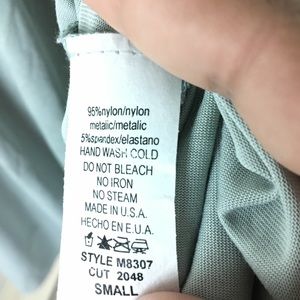 95%nylon/nylon
metalic/metalic
5%spandex/elastano
HAND WASH COLD
DO NOT BLEACH
NO IRON
NO STEAM
MADE IN U.S.A.
HECHO EN E.U.A.
STYLE M8307
CUT 2048
SMALL